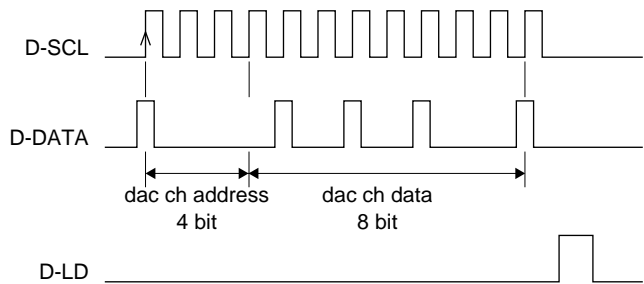 D-SCL
D-DATA
dac ch address
4 bit
dac ch data
8 bit
D-LD